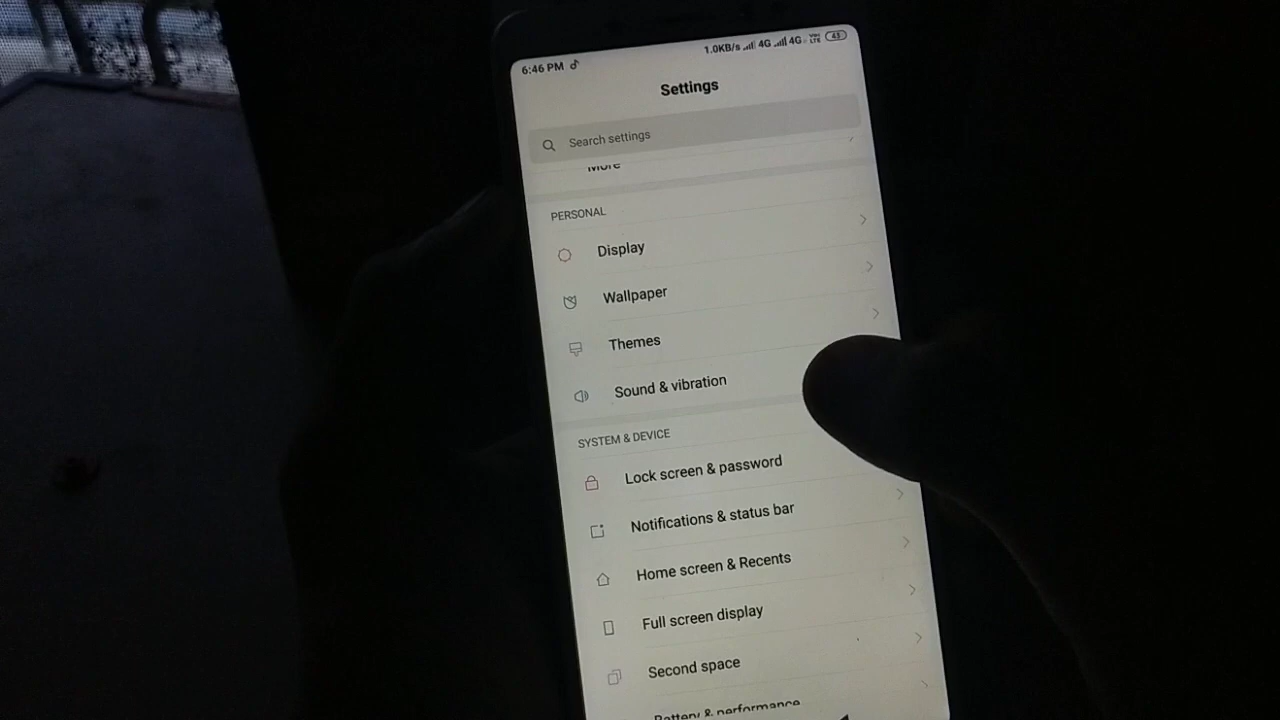 6:46 PM 1.0KB/s 4G 4G VoLTE 43
Settings
Search settings
More
PERSONAL
Display
Wallpaper
Themes
Sound & vibration
SYSTEM & DEVICE
Lock screen & password
Notifications & status bar
Home screen & Recents
Full screen display
Second space
Battery & performance